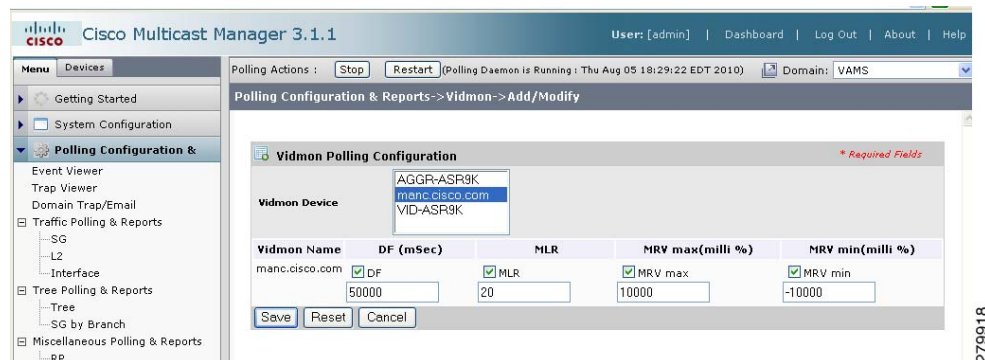 cisco Cisco Multicast Manager 3.1.1
User: [admin] | Dashboard | Log Out | About | Help
Menu Devices
Polling Actions : Stop Restart (Polling Daemon is Running : Thu Aug 05 18:29:22 EDT 2010) Domain: VAMS
Getting Started
System Configuration
Polling Configuration &
Event Viewer
Trap Viewer
Domain Trap/Email
Traffic Polling & Reports
SG
L2
Interface
Tree Polling & Reports
Tree
SG by Branch
Miscellaneous Polling & Reports
RP
Polling Configuration & Reports->Vidmon->Add/Modify
Vidmon Polling Configuration
* Required Fields
Vidmon Device
AGGR-ASR9K
manc.cisco.com
VID-ASR9K
Vidmon Name DF (mSec) MLR MRV max(milli %) MRV min(milli %)
manc.cisco.com DF MLR MRV max MRV min
50000 20 10000 -10000
Save Reset Cancel
279918